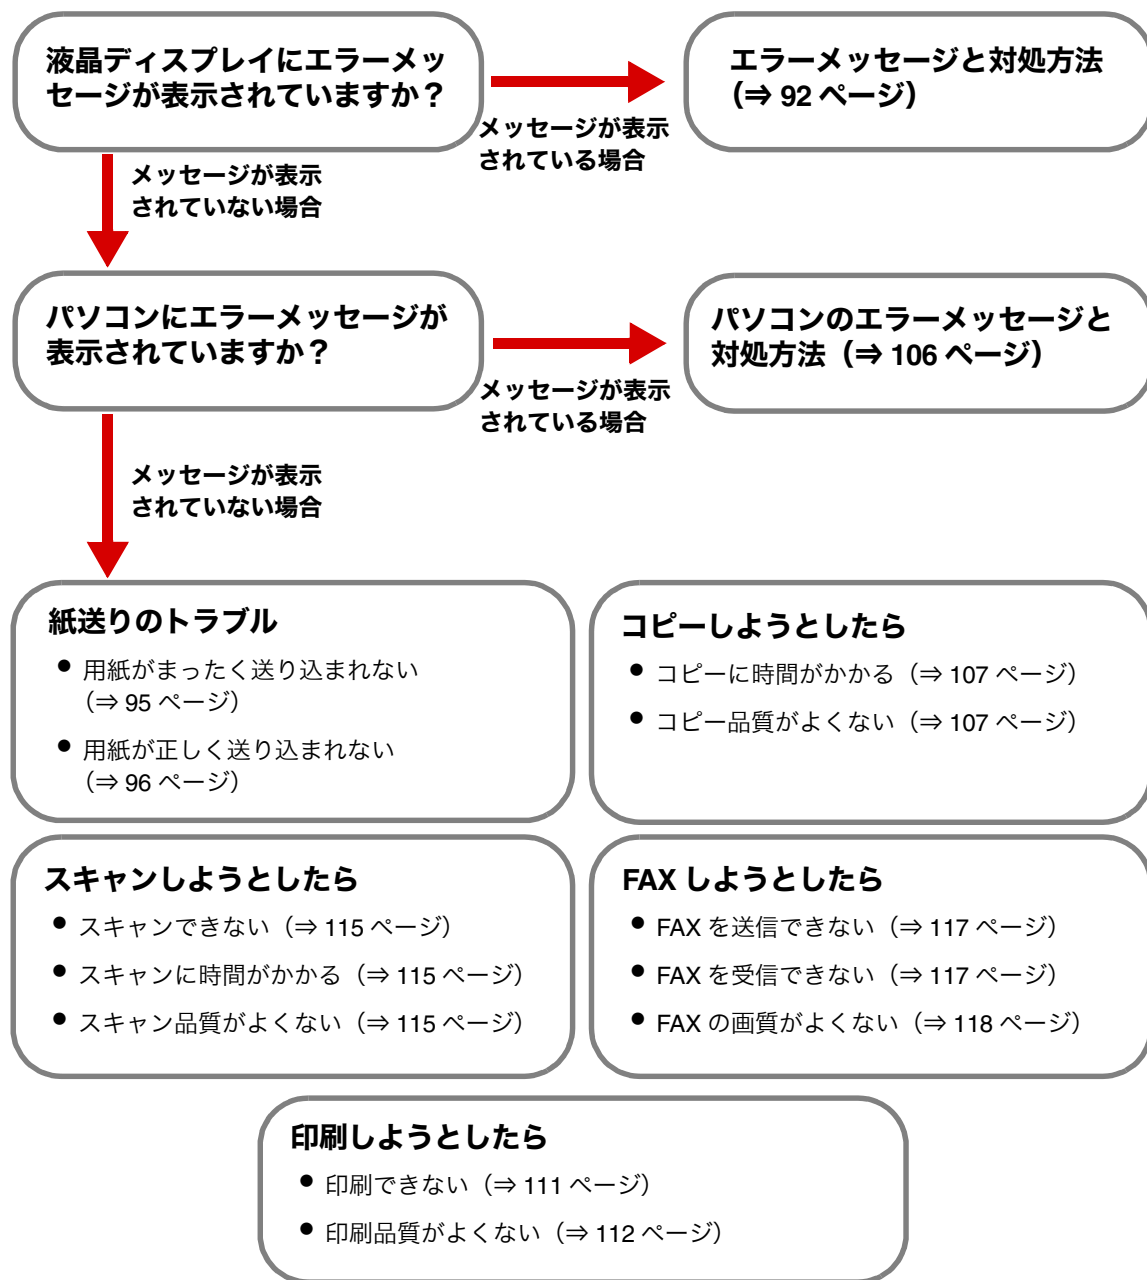 液晶ディスプレイにエラーメッ
セージが表示されていますか？
エラーメッセージと対処方法
（⇒ 92 ページ）
メッセージが表示
されている場合
メッセージが表示
されていない場合
パソコンにエラーメッセージが
表示されていますか？
パソコンのエラーメッセージと
対処方法（⇒ 106 ページ）
メッセージが表示
されている場合
メッセージが表示
されていない場合
紙送りのトラブル
● 用紙がまったく送り込まれない
（⇒ 95 ページ）
● 用紙が正しく送り込まれない
（⇒ 96 ページ）
コピーしようとしたら
● コピーに時間がかかる（⇒ 107 ページ）
● コピー品質がよくない（⇒ 107 ページ）
スキャンしようとしたら
● スキャンできない（⇒ 115 ページ）
● スキャンに時間がかかる（⇒ 115 ページ）
● スキャン品質がよくない（⇒ 115 ページ）
FAX しようとしたら
● FAX を送信できない（⇒ 117 ページ）
● FAX を受信できない（⇒ 117 ページ）
● FAX の画質がよくない（⇒ 118 ページ）
印刷しようとしたら
● 印刷できない（⇒ 111 ページ）
● 印刷品質がよくない（⇒ 112 ページ）